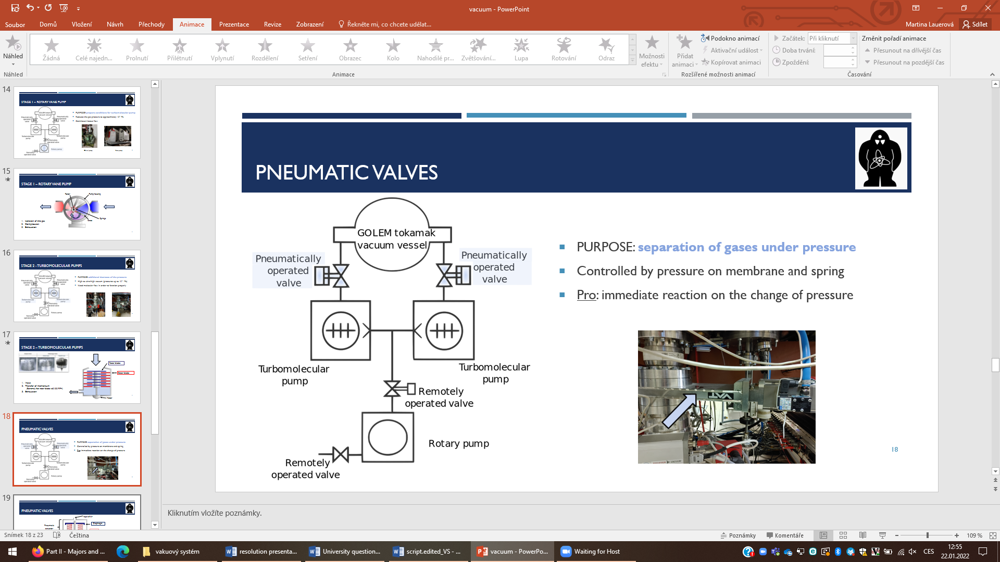 vacuum - PowerPoint
Soubor
Domů
Vložení
Návrh
Přechody
Animace
Prezentace
Revize
Zobrazení
Řekněte mi, co chcete udělat...
Martina Lauerová
Sdílet
Náhled
Žádná
Celé najedn...
Prolnutí
Přilétnutí
Vplynutí
Rozdělení
Setření
Obrazec
Kolo
Nahodilé pr...
Zvětšování...
Lupa
Rotování
Odraz
Možnosti
efektu
Přidat
animaci
Podokno animací
Aktivační událost
Kopírovat animaci
Začátek:
Při kliknutí
Doba trvání:
Zpoždění:
Změnit pořadí animace
Přesunout na dřívější čas
Přesunout na pozdější čas
Náhled
Animace
Rozšířené možnosti animací
Časování
14
STAGE 1 – ROTARY VANE PUMP
15
STAGE 1 – ROTARY VANE PUMP
16
STAGE 2 - TURBOMOLECULAR PUMPS
17
STAGE 2 – TURBOMOLECULAR PUMPS
18
PNEUMATIC VALVES
19
PNEUMATIC VALVES
PNEUMATIC VALVES
GOLEM tokamak
vacuum vessel
Pneumatically
operated
valve
Pneumatically
operated
valve
Turbomolecular
pump
Turbomolecular
pump
Remotely
operated valve
Rotary pump
Remotely
operated valve
PURPOSE: separation of gases under pressure
Controlled by pressure on membrane and spring
Pro: immediate reaction on the change of pressure
VAT
18
Kliknutím vložíte poznámky.
Snímek 18 z 23
Čeština
Poznámky
Komentáře
109 %
Part II - Majors and ...
vakuový systém
resolution presenta...
University question...
script.edited_VS - ...
vacuum - PowerPo...
Waiting for Host
CES
12:55
22.01.2022